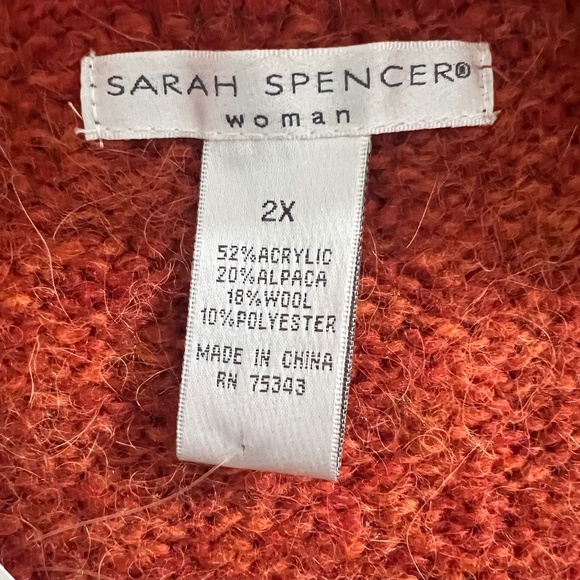 SARAH SPENCER®
woman
2X
52%ACRYLIC
20%ALPACA
18%WOOL
10%POLYESTER
MADE IN CHINA
RN 75343